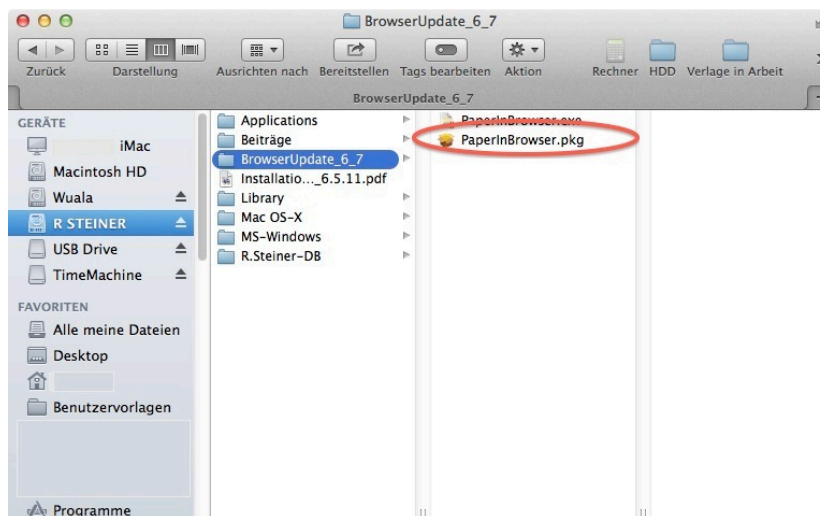 BrowserUpdate_6_7
Zurück Darstellung Ausrichten nach Bereitstellen Tags bearbeiten Aktion Rechner HDD Verlage in Arbeit
BrowserUpdate_6_7
GERÄTE
iMac
Macintosh HD
Wuala
R STEINER
USB Drive
TimeMachine
FAVORITEN
Alle meine Dateien
Desktop
Benutzervorlagen
Programme
Applications
Beiträge
BrowserUpdate_6_7
Installatio..._6.5.11.pdf
Library
Mac OS-X
MS-Windows
R.Steiner-DB
PaperInBrowser.exe
PaperInBrowser.pkg